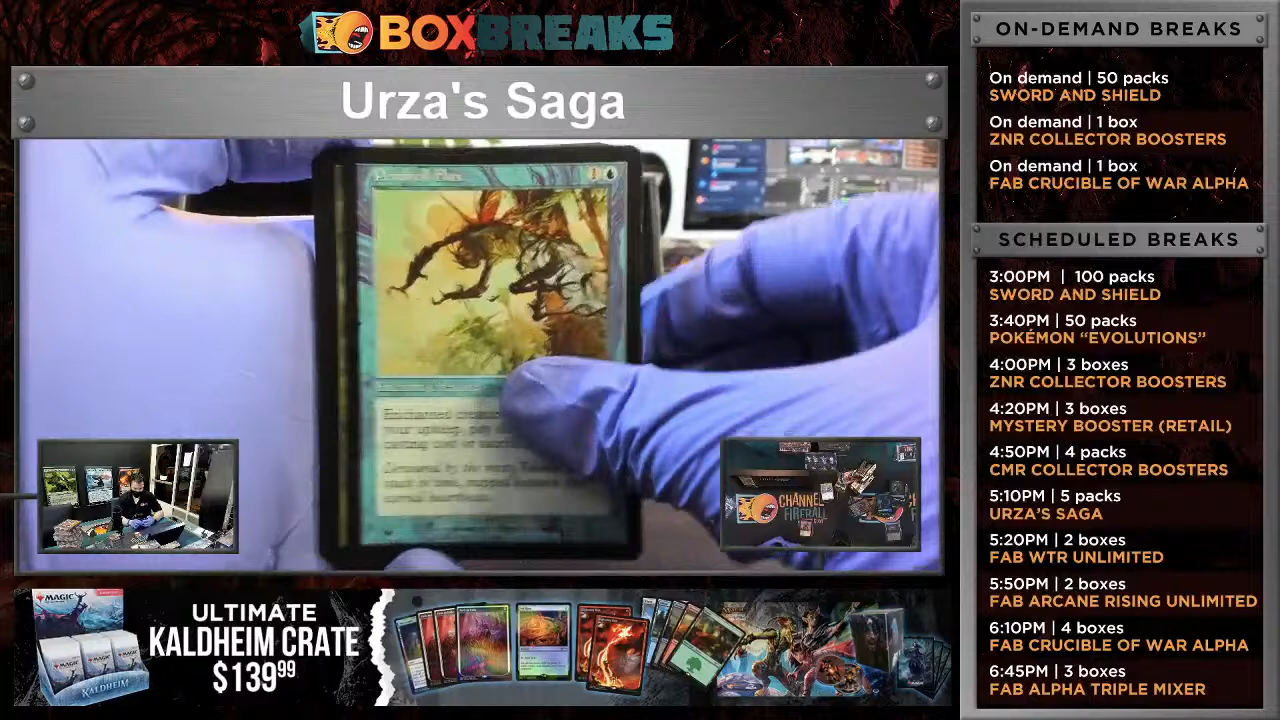 BOXBREAKS
Urza's Saga
ON-DEMAND BREAKS
On demand | 50 packs
SWORD AND SHIELD
On demand | 1 box
ZNR COLLECTOR BOOSTERS
On demand | 1 box
FAB CRUCIBLE OF WAR ALPHA
SCHEDULED BREAKS
3:00PM | 100 packs
SWORD AND SHIELD
3:40PM | 50 packs
POKÉMON “EVOLUTIONS”
4:00PM | 3 boxes
ZNR COLLECTOR BOOSTERS
4:20PM | 3 boxes
MYSTERY BOOSTER (RETAIL)
4:50PM | 4 packs
CMR COLLECTOR BOOSTERS
5:10PM | 5 packs
URZA'S SAGA
5:20PM | 2 boxes
FAB WTR UNLIMITED
5:50PM | 2 boxes
FAB ARCANE RISING UNLIMITED
6:10PM | 4 boxes
FAB CRUCIBLE OF WAR ALPHA
6:45PM | 3 boxes
FAB ALPHA TRIPLE MIXER
CHANNEL
FIREBALL
MAGIC
KALDHEIM
ULTIMATE
KALDHEIM CRATE
$139⁹⁹